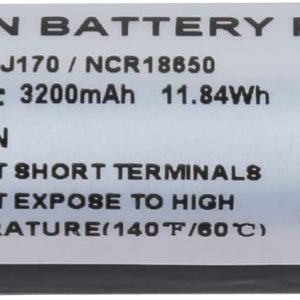 N BATTERY
J170 / NCR18650
: 3200mAh 11.84Wh
N
T SHORT TERMINALS
T EXPOSE TO HIGH
RATURE(140℉/60℃)